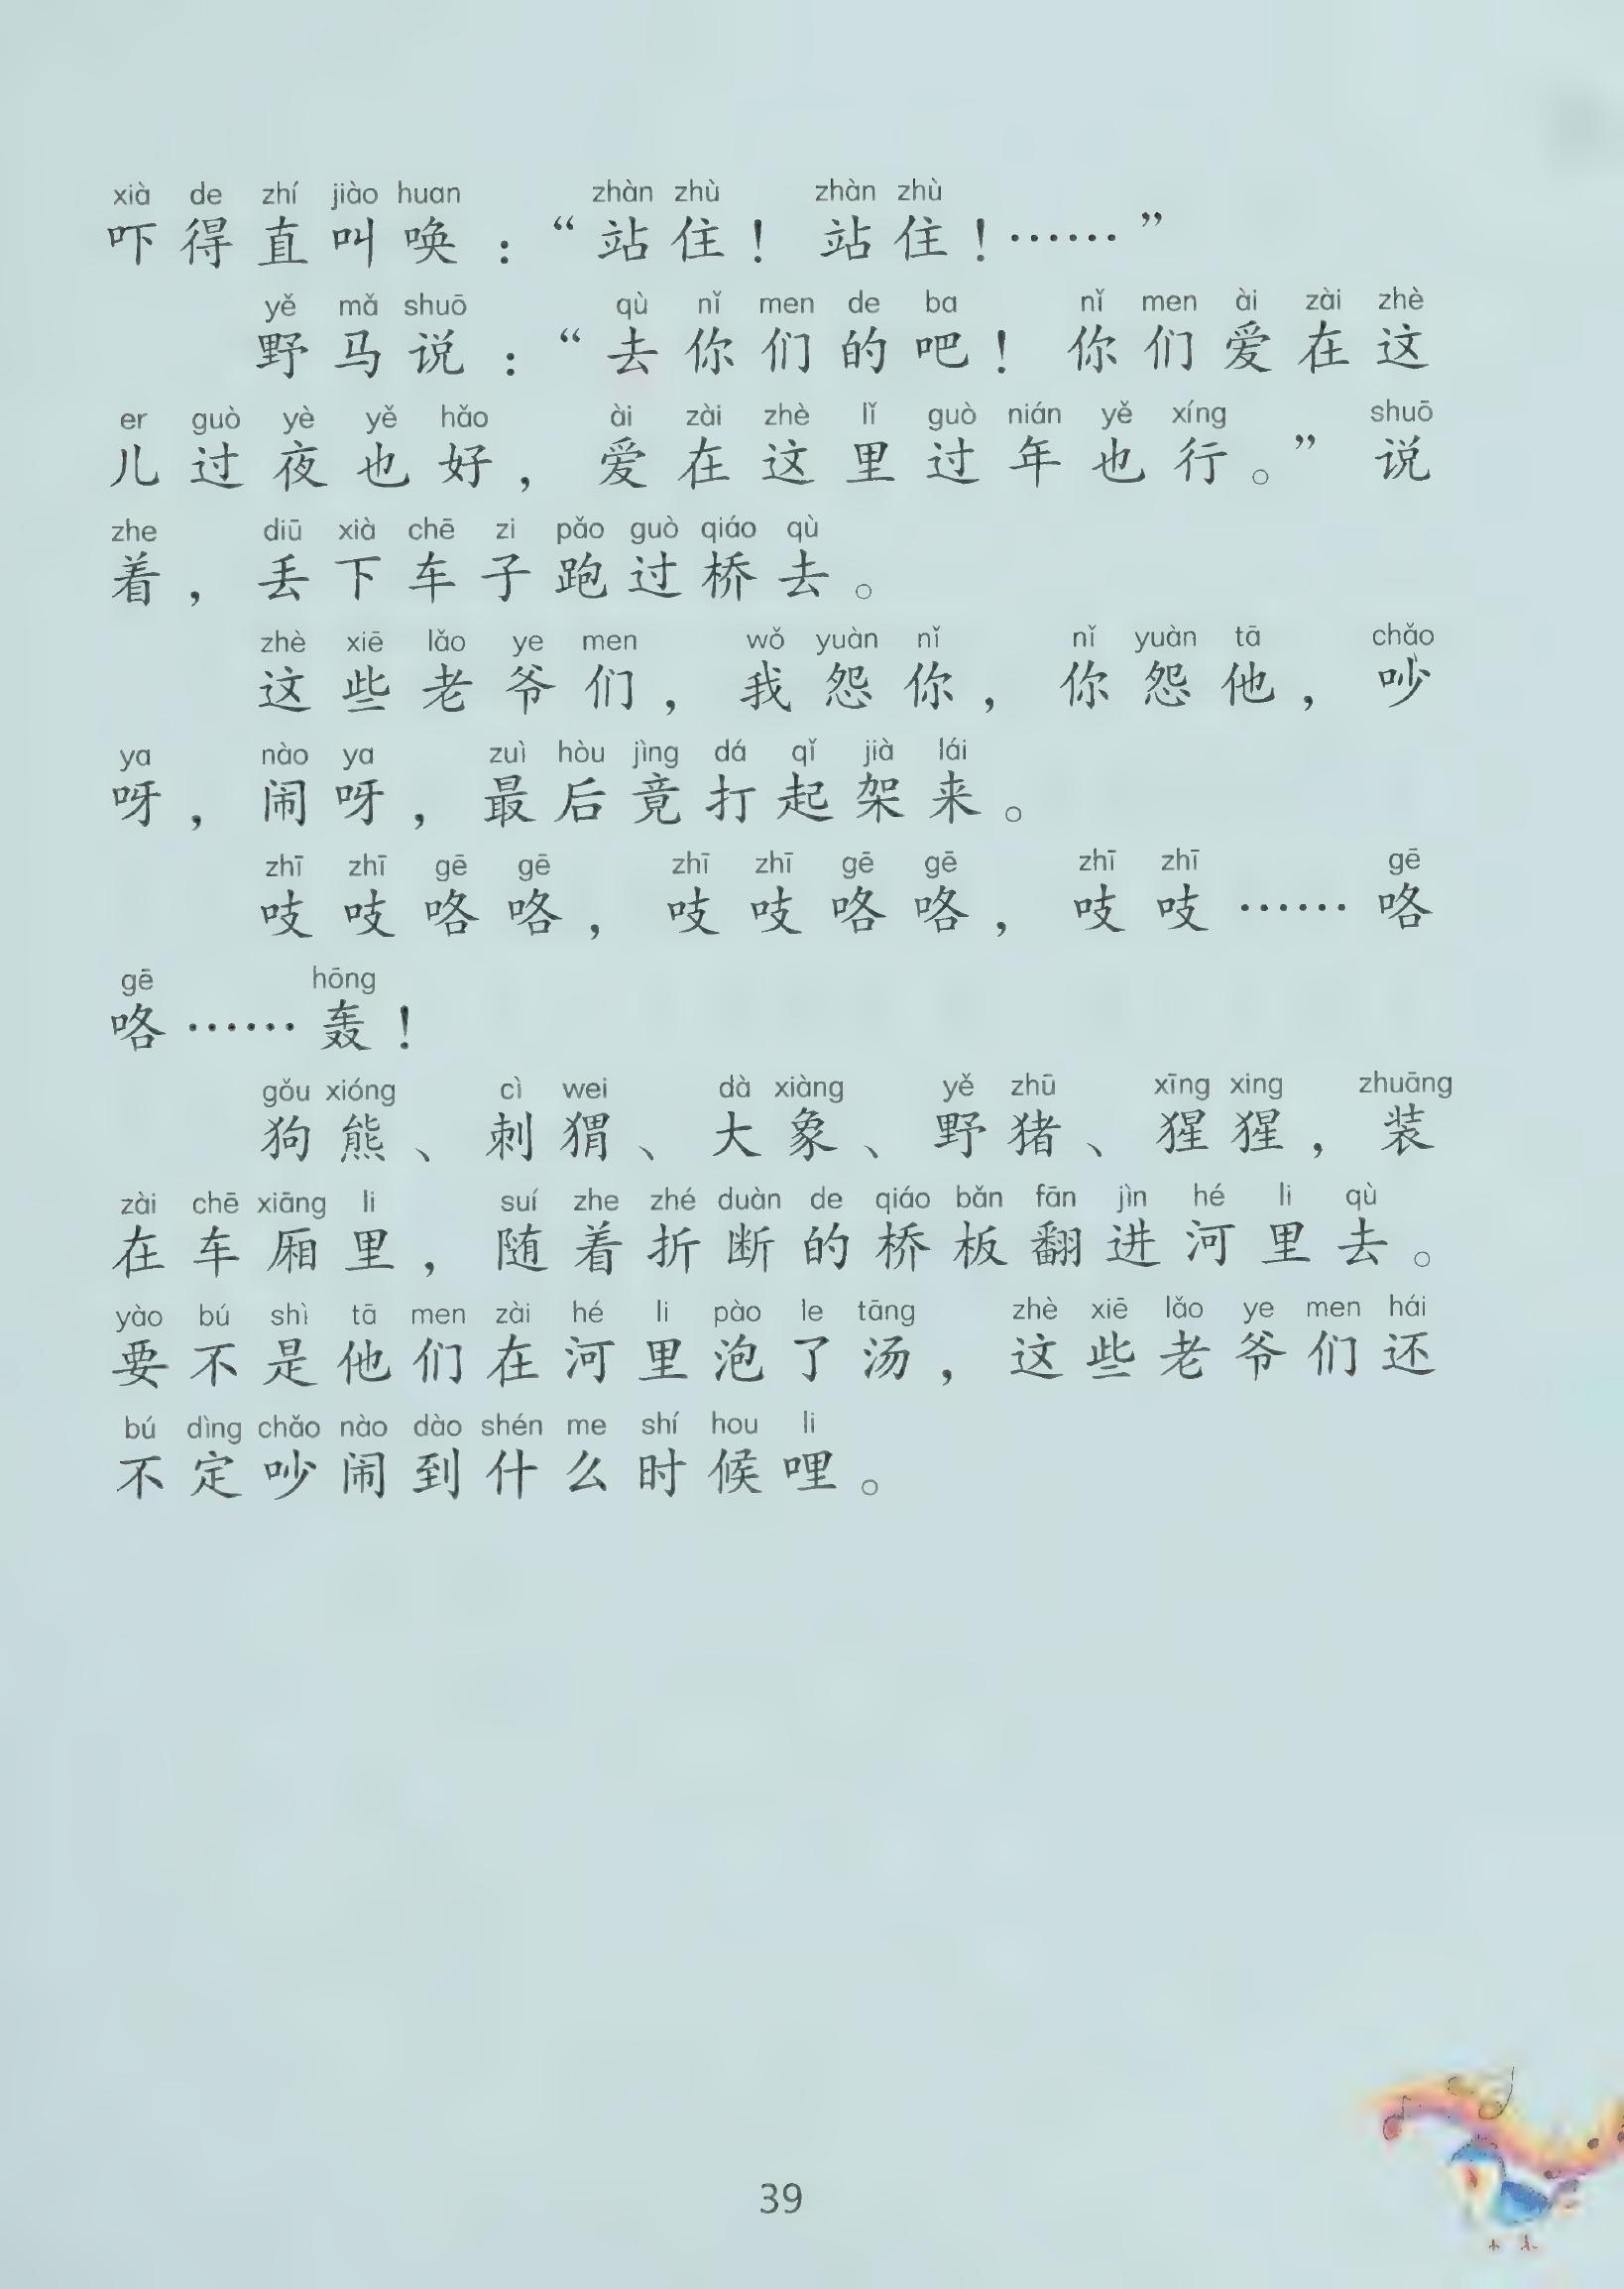 xià de zhí jiào huan zhàn zhù zhàn zhù
吓得直叫唤：“站住！站住！……”
yě mǎ shuō qù nǐ men de ba nǐ men ài zài zhè
野马说：“去你们的吧！你们爱在这
er guò yè yě hǎo ài zài zhè lǐ guò nián yě xíng shuō
儿过夜也好，爱在这里过年也行。”说
zhe diū xià chē zi pǎo guò qiáo qù
着，丢下车子跑过桥去。
zhè xiē lǎo ye men wǒ yuàn nǐ nǐ yuàn tā chǎo
这些老爷们，我怨你，你怨他，吵
ya nào ya zuì hòu jìng dá qǐ jià lái
呀，闹呀，最后竟打起架来。
zhī zhī gē gē zhī zhī gē gē zhī zhī gē
吱吱咯咯，吱吱咯咯，吱吱……咯
gē hōng
咯……轰！
gǒu xióng cì wei dà xiàng yě zhū xīng xing zhuāng
狗熊、刺猬、大象、野猪、猩猩，装
zài chē xiāng li suí zhe zhé duàn de qiáo bǎn fān jìn hé li qù
在车厢里，随着折断的桥板翻进河里去。
yào bú shì tā men zài hé li pào le tāng zhè xiē lǎo ye men hái
要不是他们在河里泡了汤，这些老爷们还
bú dìng chǎo nào dào shén me shí hou li
不定吵闹到什么时候哩。
39